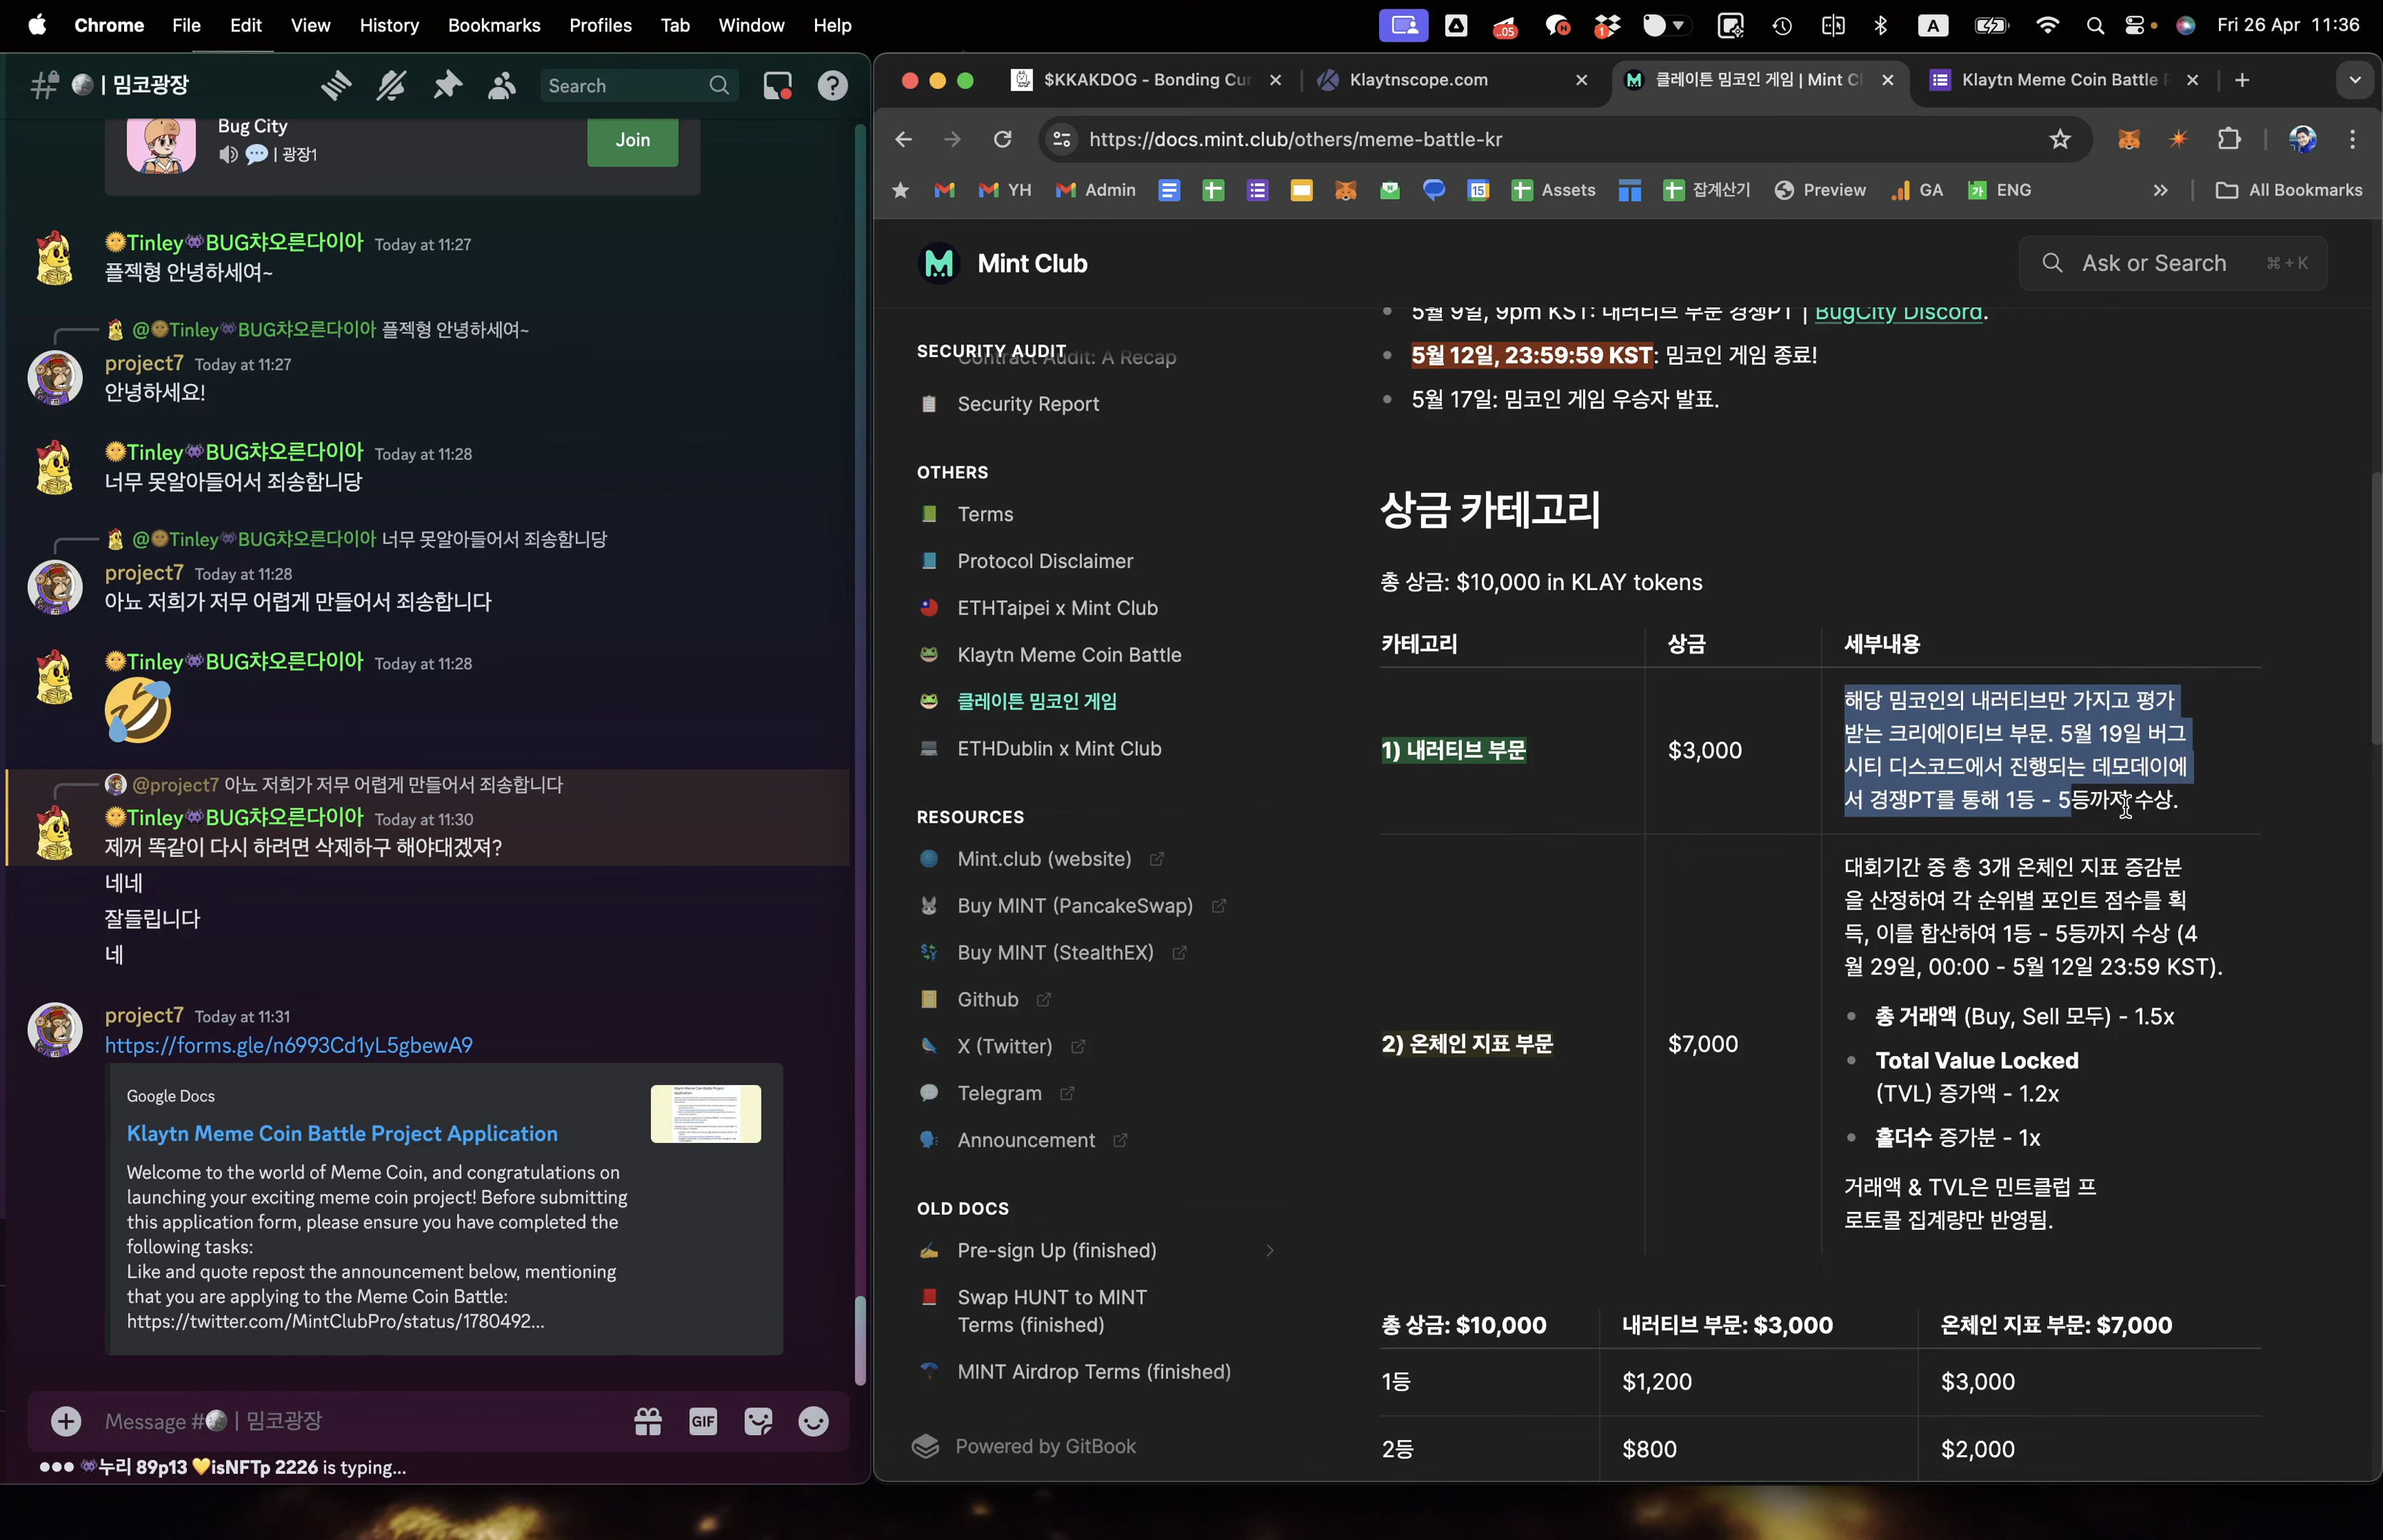 Chrome File Edit View History Bookmarks Profiles Tab Window Help
Fri 26 Apr 11:36
| 밈코광장
Search
Bug City
| 광장1
Join
Tinley BUG챠오른다이아 Today at 11:27
플젝형 안녕하세여~
@Tinley BUG챠오른다이아 플젝형 안녕하세여~
project7 Today at 11:27
안녕하세요!
Tinley BUG챠오른다이아 Today at 11:28
너무 못알아들어서 죄송함니당
@Tinley BUG챠오른다이아 너무 못알아들어서 죄송함니당
project7 Today at 11:28
아뇨 저희가 저무 어렵게 만들어서 죄송합니다
Tinley BUG챠오른다이아 Today at 11:28
@project7 아뇨 저희가 저무 어렵게 만들어서 죄송합니다
Tinley BUG챠오른다이아 Today at 11:30
제꺼 똑같이 다시 하려면 삭제하구 해야대겠져?
네네
잘들립니다
네
project7 Today at 11:31
https://forms.gle/n6993Cd1yL5gbewA9
Google Docs
Klaytn Meme Coin Battle Project Application
Welcome to the world of Meme Coin, and congratulations on
launching your exciting meme coin project! Before submitting
this application form, please ensure you have completed the
following tasks:
Like and quote repost the announcement below, mentioning
that you are applying to the Meme Coin Battle:
https://twitter.com/MintClubPro/status/1780492...
Message # | 밈코광장
GIF
누리 89p13 isNFTp 2226 is typing...
$KKAKDOG - Bonding Cur
Klaytnscope.com
클레이튼 밈코인 게임 | Mint Cl
Klaytn Meme Coin Battle
https://docs.mint.club/others/meme-battle-kr
YH
Admin
Assets
잡계산기
Preview
GA
ENG
All Bookmarks
Mint Club
Ask or Search ⌘+K
Contract Audit: A Recap
SECURITY AUDIT
Security Report
OTHERS
Terms
Protocol Disclaimer
ETHTaipei x Mint Club
Klaytn Meme Coin Battle
클레이튼 밈코인 게임
ETHDublin x Mint Club
RESOURCES
Mint.club (website)
Buy MINT (PancakeSwap)
Buy MINT (StealthEX)
Github
X (Twitter)
Telegram
Announcement
OLD DOCS
Pre-sign Up (finished)
Swap HUNT to MINT
Terms (finished)
MINT Airdrop Terms (finished)
Powered by GitBook
5월 9일, 9pm KST: 내러티브 부문 경쟁PT | BugCity Discord.
5월 12일, 23:59:59 KST: 밈코인 게임 종료!
5월 17일: 밈코인 게임 우승자 발표.
상금 카테고리
총 상금: $10,000 in KLAY tokens
카테고리 상금 세부내용
1) 내러티브 부문
$3,000
해당 밈코인의 내러티브만 가지고 평가
받는 크리에이티브 부문. 5월 19일 버그
시티 디스코드에서 진행되는 데모데이에
서 경쟁PT를 통해 1등 - 5등까지 수상.
2) 온체인 지표 부문
$7,000
대회기간 중 총 3개 온체인 지표 증감분
을 산정하여 각 순위별 포인트 점수를 획
득, 이를 합산하여 1등 - 5등까지 수상 (4
월 29일, 00:00 - 5월 12일 23:59 KST).
총 거래액 (Buy, Sell 모두) - 1.5x
Total Value Locked
(TVL) 증가액 - 1.2x
홀더수 증가분 - 1x
거래액 & TVL은 민트클럽 프
로토콜 집계량만 반영됨.
총 상금: $10,000 내러티브 부문: $3,000 온체인 지표 부문: $7,000
1등 $1,200 $3,000
2등 $800 $2,000